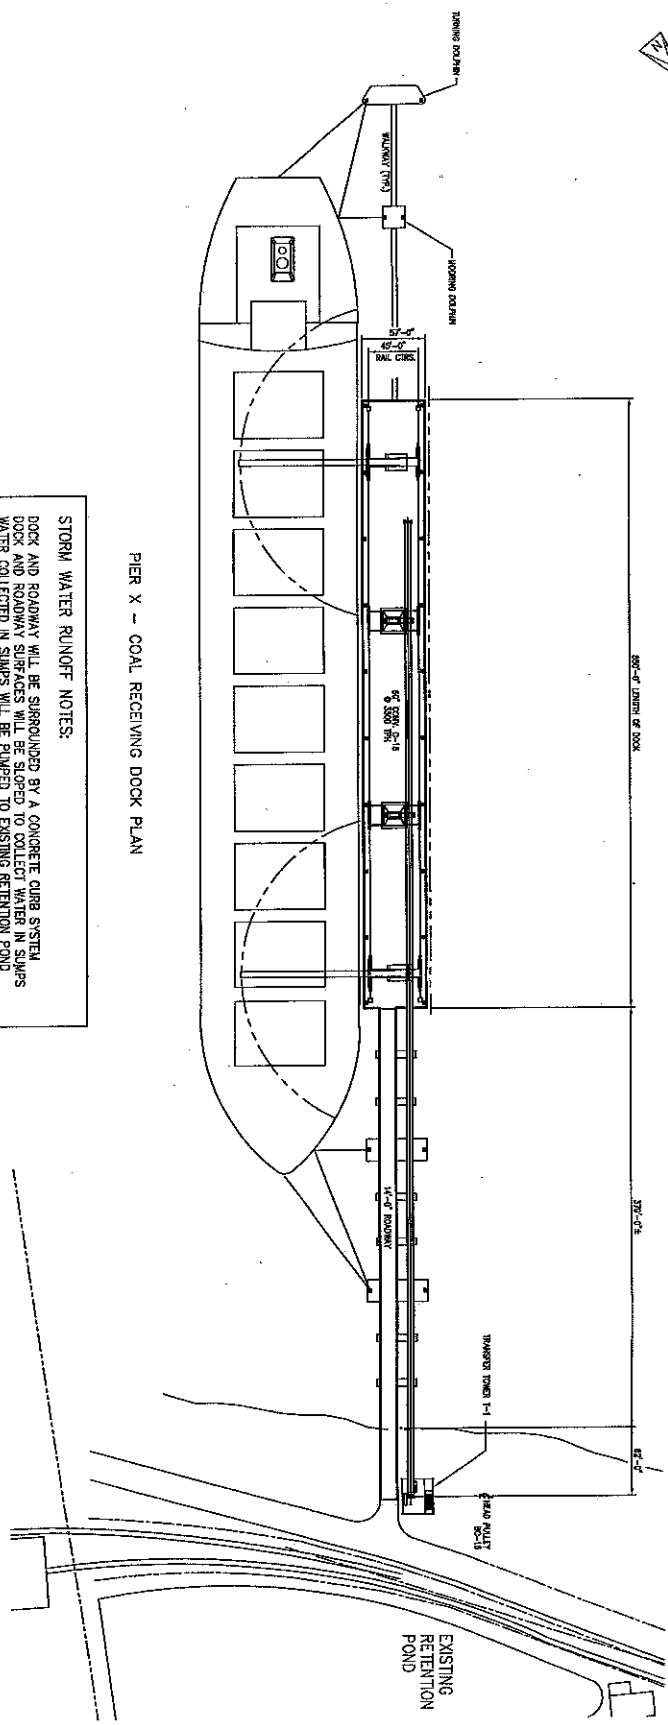 N
TURNING DOLPHIN
WALKWAY (TYP.)
MOORING DOLPHIN
57'-0"
45'-0"
RAIL CTRS.
LENGTH OF DOCK
60" CONV.
PIER X - COAL RECEIVING DOCK PLAN
STORM WATER RUNOFF NOTES:
DOCK AND ROADWAY WILL BE SURROUNDED BY A CONCRETE CURB SYSTEM
DOCK AND ROADWAY SURFACES WILL BE SLOPED TO COLLECT WATER IN SUMPS
WATER COLLECTED IN SUMPS WILL BE PUMPED TO EXISTING RETENTION POND
14'-0" ROADWAY
TRANSFER TOWER T-1
HEAD PULLEY
EXISTING
RETENTION
POND